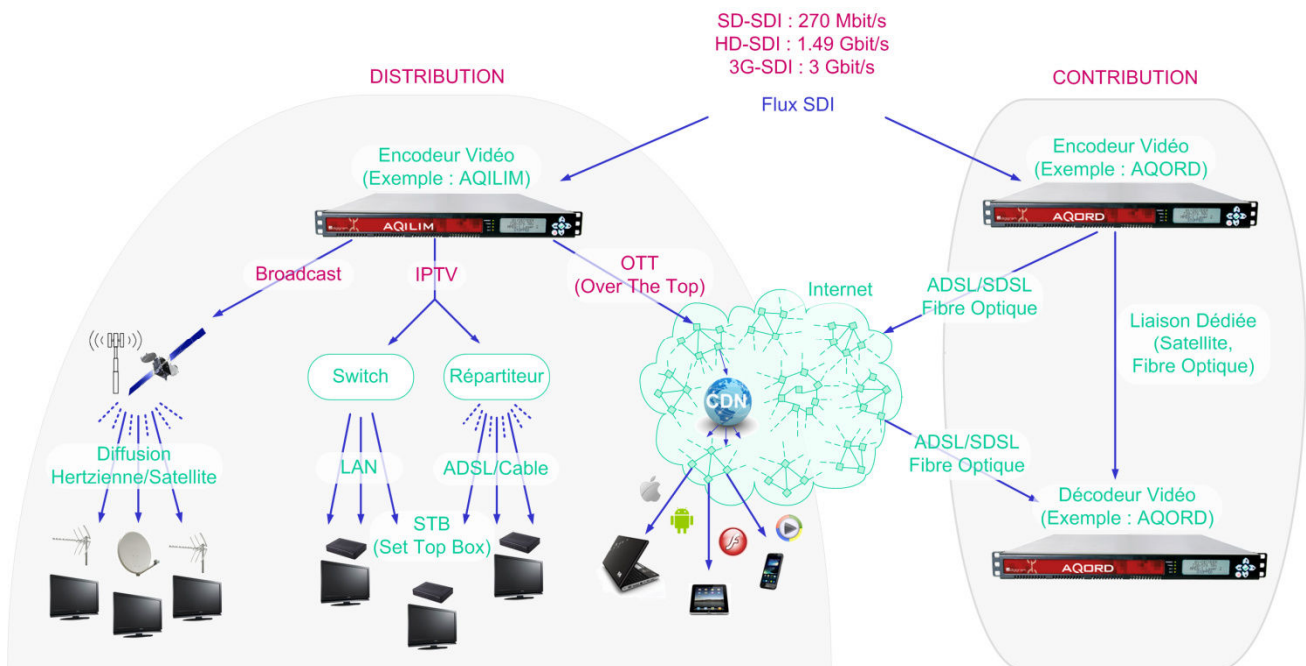 SD-SDI : 270 Mbit/s
HD-SDI : 1.49 Gbit/s
3G-SDI : 3 Gbit/s
Flux SDI
DISTRIBUTION
CONTRIBUTION
Encodeur Vidéo
(Exemple : AQILIM)
AQILIM
Broadcast
IPTV
OTT
(Over The Top)
Switch
Répartiteur
Diffusion
Hertzienne/Satellite
LAN
ADSL/Cable
STB
(Set Top Box)
Internet
CDN
Encodeur Vidéo
(Exemple : AQORD)
AQORD
ADSL/SDSL
Fibre Optique
Liaison Dédiée
(Satellite,
Fibre Optique)
ADSL/SDSL
Fibre Optique
Décodeur Vidéo
(Exemple : AQORD)
AQORD